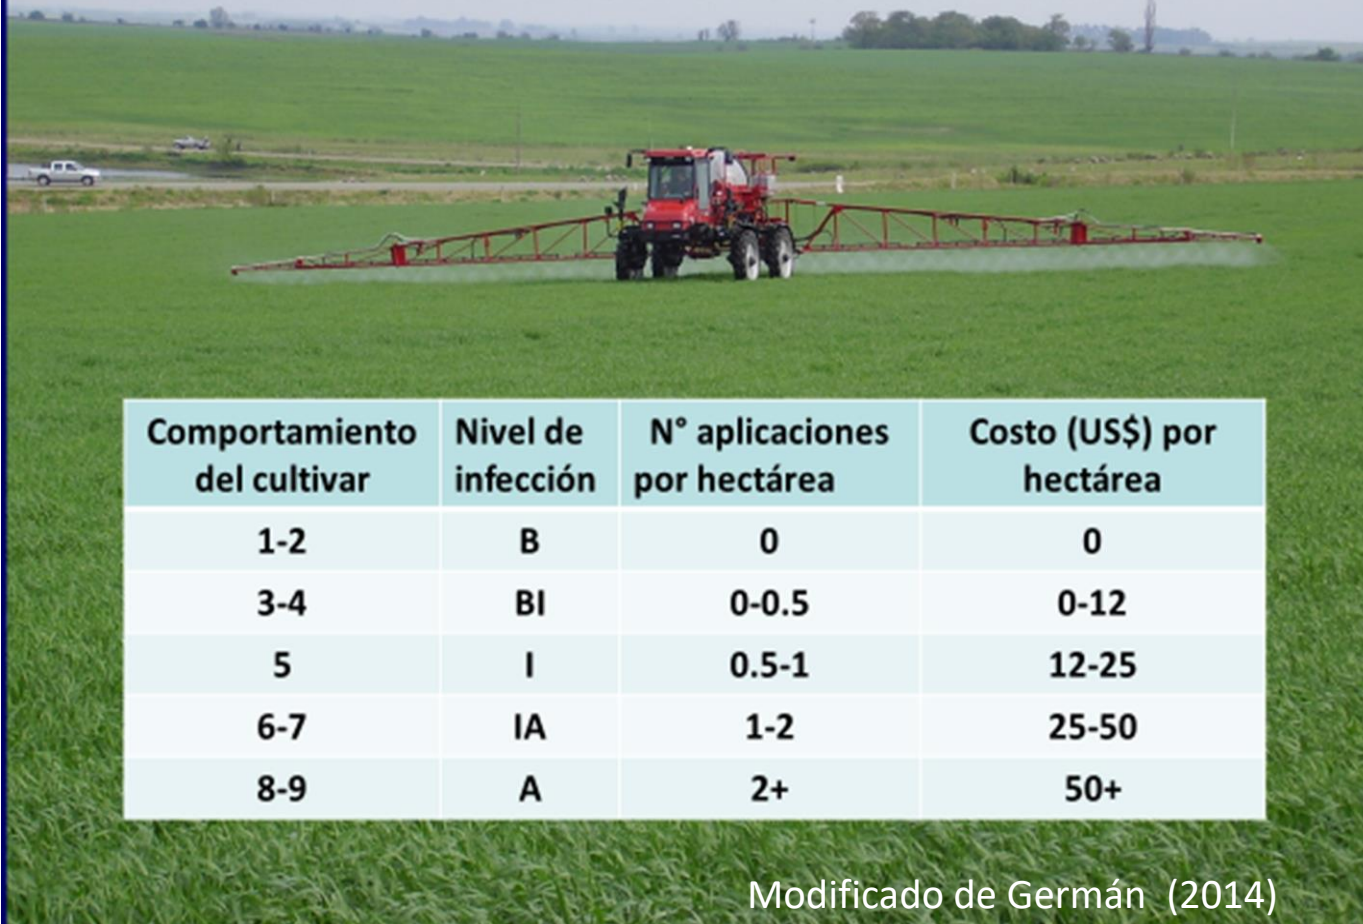 Comportamiento del cultivar | Nivel de infección | N° aplicaciones por hectárea | Costo (US$) por hectárea
1-2 | B | 0 | 0
3-4 | BI | 0-0.5 | 0-12
5 | I | 0.5-1 | 12-25
6-7 | IA | 1-2 | 25-50
8-9 | A | 2+ | 50+
Modificado de Germán (2014)